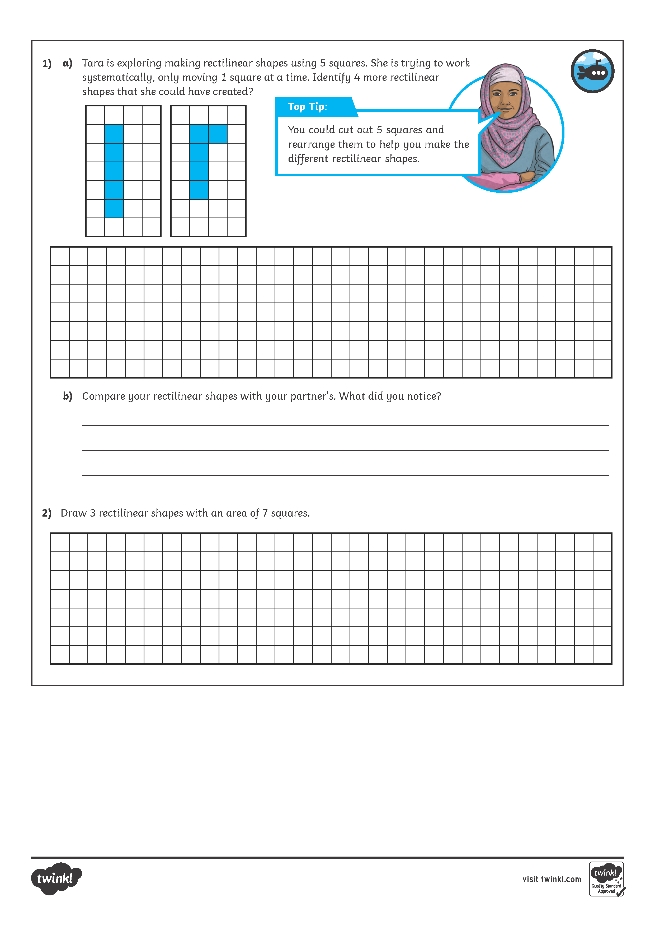 1) a) Tara is exploring making rectilinear shapes using 5 squares. She is trying to work
systematically, only moving 1 square at a time. Identify 4 more rectilinear
shapes that she could have created?
Top Tip:
You could cut out 5 squares and
rearrange them to help you make the
different rectilinear shapes.
b) Compare your rectilinear shapes with your partner's. What did you notice?
2) Draw 3 rectilinear shapes with an area of 7 squares.
twinkl
visit twinkl.com
twinkl
Quality Standard
Approved